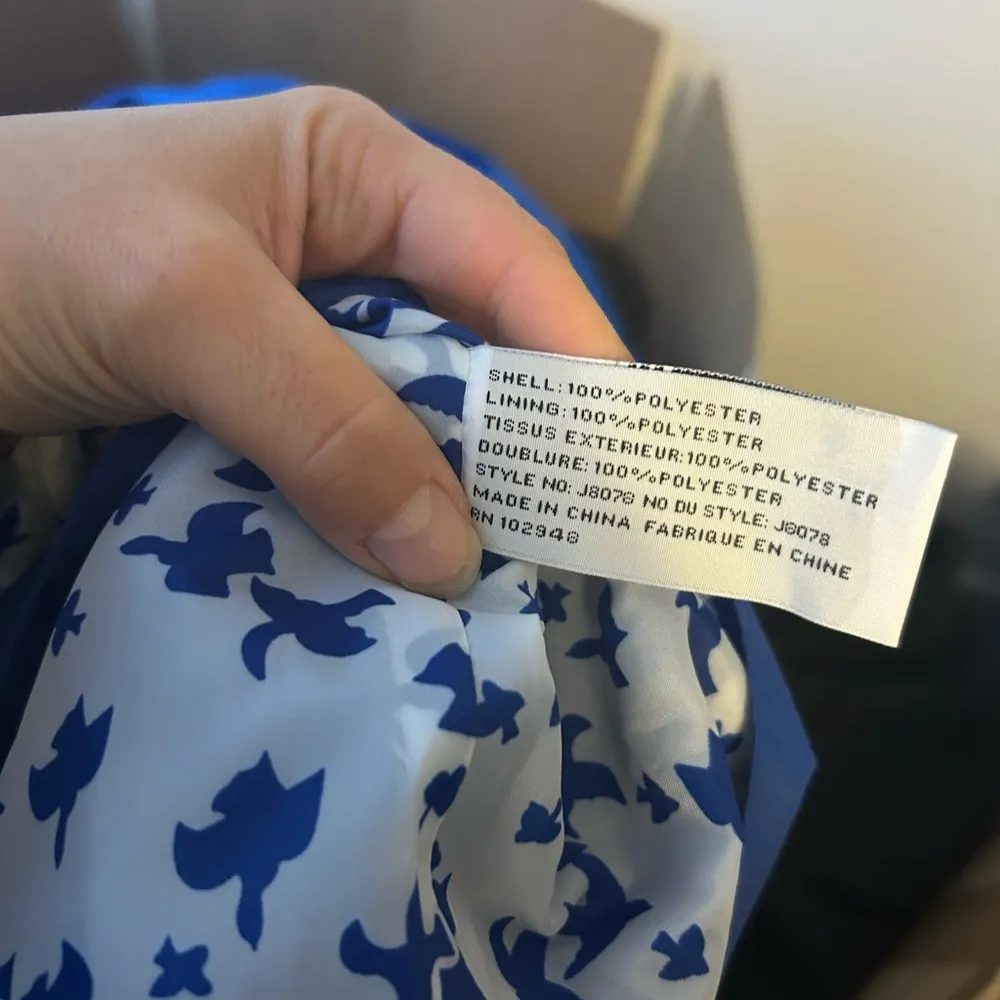 SHELL:100%POLYESTER
LINING:100%POLYESTER
TISSUS EXTERIEUR:100%POLYESTER
DOUBLURE:100%POLYESTER
STYLE NO: J8078 NO DU STYLE: J8078
MADE IN CHINA FABRIQUE EN CHINE
RN 102948